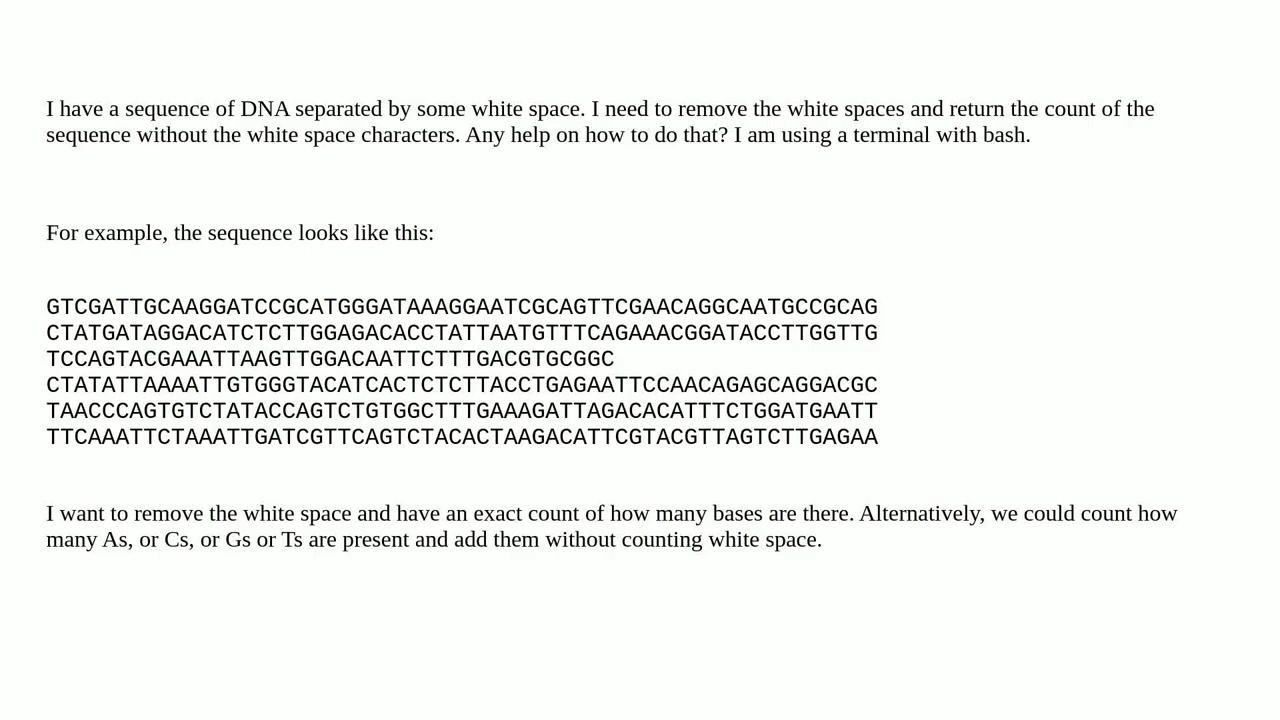 I have a sequence of DNA separated by some white space. I need to remove the white spaces and return the count of the
sequence without the white space characters. Any help on how to do that? I am using a terminal with bash.
For example, the sequence looks like this:
GTCGATTGCAAGGATCCGCATGGGATAAAGGAATCGCAGTTCGAACAGGCAATGCCGCAG
CTATGATAGGACATCTCTTGGAGACACCTATTAATGTTTCAGAAACGGATACCTTGGTTG
TCCAGTACGAAATTAAGTTGGACAATTCTTTGACGTGCGGC
CTATATTAAAATTGTGGGTACATCACTCTCTTACCTGAGAATTCCAACAGAGCAGGACGC
TAACCCAGTGTCTATACCAGTCTGTGGCTTTGAAAGATTAGACACATTTCTGGATGAATT
TTCAAATTCTAAATTGATCGTTCAGTCTACACTAAGACATTCGTACGTTAGTCTTGAGAA
I want to remove the white space and have an exact count of how many bases are there. Alternatively, we could count how
many As, or Cs, or Gs or Ts are present and add them without counting white space.